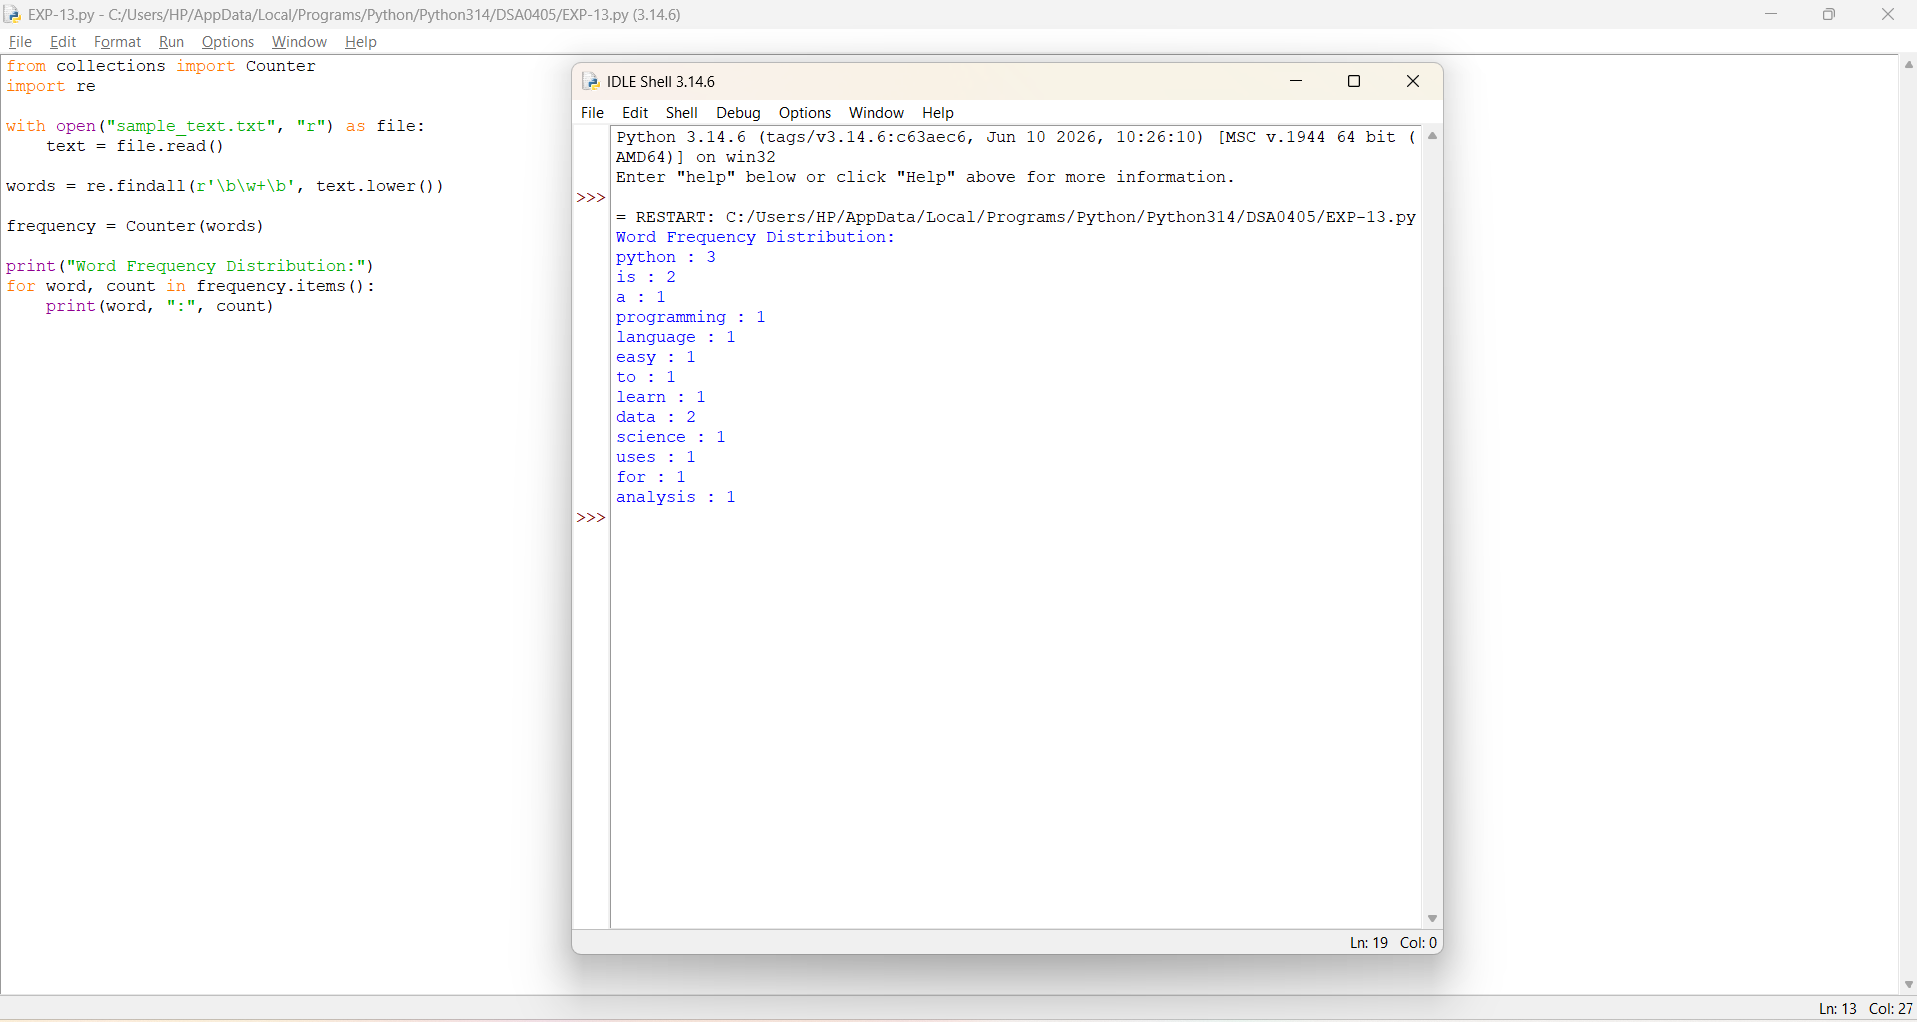 EXP-13.py - C:/Users/HP/AppData/Local/Programs/Python/Python314/DSA0405/EXP-13.py (3.14.6)
File Edit Format Run Options Window Help
from collections import Counter
import re
with open("sample_text.txt", "r") as file:
    text = file.read()
words = re.findall(r'\b\w+\b', text.lower())
frequency = Counter(words)
print("Word Frequency Distribution:")
for word, count in frequency.items():
    print(word, ":", count)
IDLE Shell 3.14.6
File Edit Shell Debug Options Window Help
Python 3.14.6 (tags/v3.14.6:c63aec6, Jun 10 2026, 10:26:10) [MSC v.1944 64 bit (
AMD64)] on win32
Enter "help" below or click "Help" above for more information.
>>>
= RESTART: C:/Users/HP/AppData/Local/Programs/Python/Python314/DSA0405/EXP-13.py
Word Frequency Distribution:
python : 3
is : 2
a : 1
programming : 1
language : 1
easy : 1
to : 1
learn : 1
data : 2
science : 1
uses : 1
for : 1
analysis : 1
>>>
Ln: 19 Col: 0
Ln: 13 Col: 27